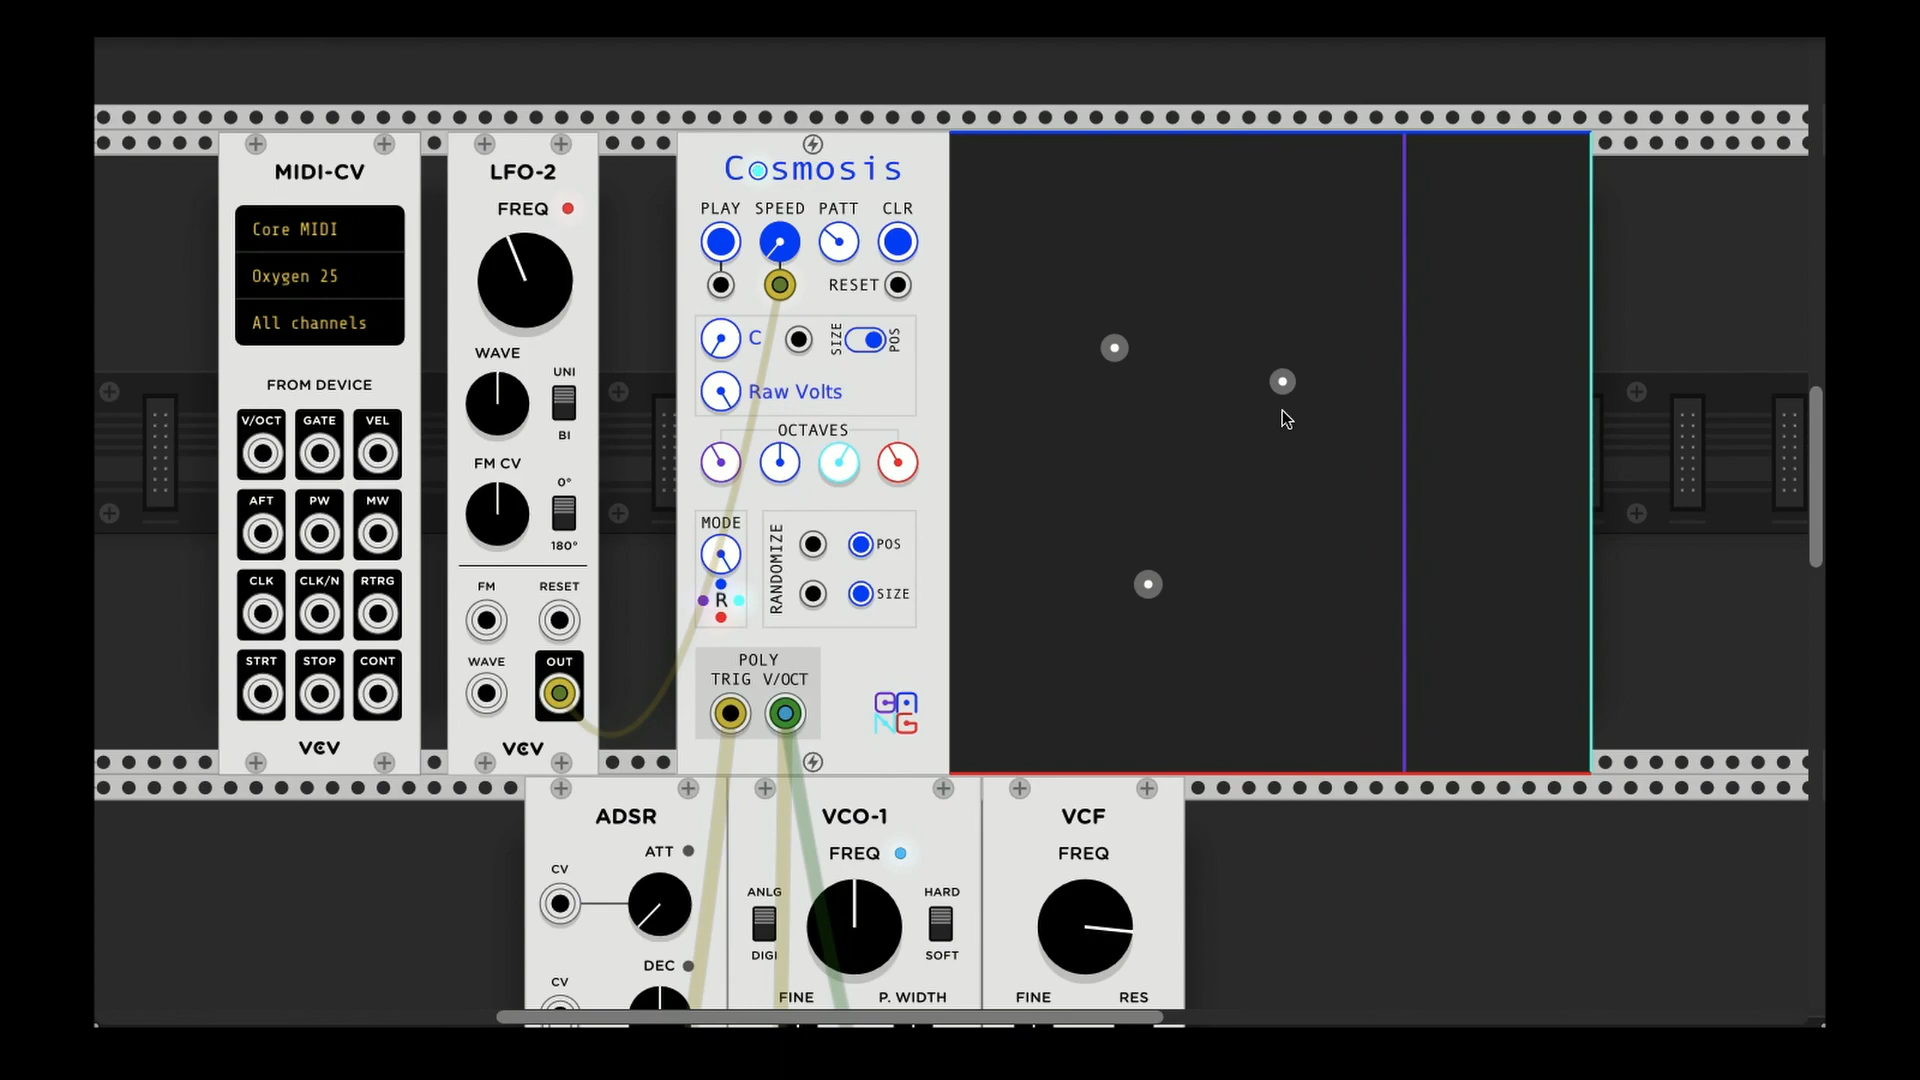 MIDI-CV
Core MIDI
Oxygen 25
All channels
FROM DEVICE
V/OCT GATE VEL
AFT PW MW
CLK CLK/N RTRG
STRT STOP CONT
VCV
LFO-2
FREQ
WAVE
UNI
BI
FM CV
0°
180°
FM RESET
WAVE OUT
VCV
Cosmosis
PLAY SPEED PATT CLR
RESET
C
SIZE
POS
Raw Volts
OCTAVES
MODE
R
RANDOMIZE
POS
SIZE
POLY
TRIG V/OCT
CANG
ADSR
ATT
CV
DEC
CV
VCO-1
FREQ
ANLG HARD
DIGI SOFT
FINE P. WIDTH
VCF
FREQ
FINE RES